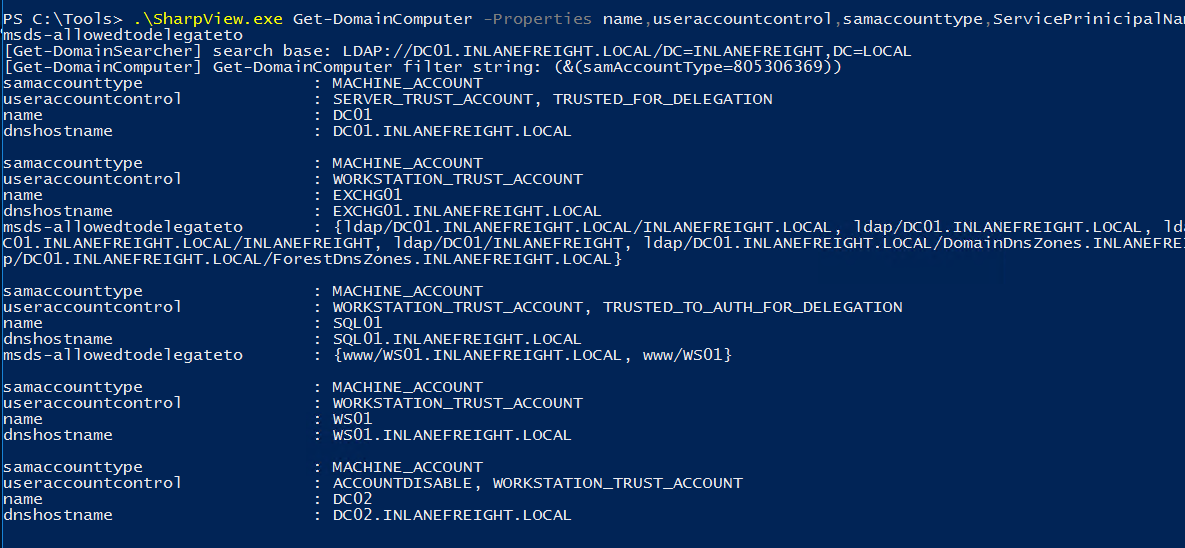 PS C:\Tools> .\SharpView.exe Get-DomainComputer -Properties name,useraccountcontrol,samaccounttype,ServicePrinicipalNa
msds-allowedtodelegateto
[Get-DomainSearcher] search base: LDAP://DC01.INLANEFREIGHT.LOCAL/DC=INLANEFREIGHT,DC=LOCAL
[Get-DomainComputer] Get-DomainComputer filter string: (&(samAccountType=805306369))
samaccounttype : MACHINE_ACCOUNT
useraccountcontrol : SERVER_TRUST_ACCOUNT, TRUSTED_FOR_DELEGATION
name : DC01
dnshostname : DC01.INLANEFREIGHT.LOCAL
samaccounttype : MACHINE_ACCOUNT
useraccountcontrol : WORKSTATION_TRUST_ACCOUNT
name : EXCHG01
dnshostname : EXCHG01.INLANEFREIGHT.LOCAL
msds-allowedtodelegateto : {ldap/DC01.INLANEFREIGHT.LOCAL/INLANEFREIGHT.LOCAL, ldap/DC01.INLANEFREIGHT.LOCAL, ld
C01.INLANEFREIGHT.LOCAL/INLANEFREIGHT, ldap/DC01/INLANEFREIGHT, ldap/DC01.INLANEFREIGHT.LOCAL/DomainDnsZones.INLANEFRE
p/DC01.INLANEFREIGHT.LOCAL/ForestDnsZones.INLANEFREIGHT.LOCAL}
samaccounttype : MACHINE_ACCOUNT
useraccountcontrol : WORKSTATION_TRUST_ACCOUNT, TRUSTED_TO_AUTH_FOR_DELEGATION
name : SQL01
dnshostname : SQL01.INLANEFREIGHT.LOCAL
msds-allowedtodelegateto : {www/WS01.INLANEFREIGHT.LOCAL, www/WS01}
samaccounttype : MACHINE_ACCOUNT
useraccountcontrol : WORKSTATION_TRUST_ACCOUNT
name : WS01
dnshostname : WS01.INLANEFREIGHT.LOCAL
samaccounttype : MACHINE_ACCOUNT
useraccountcontrol : ACCOUNTDISABLE, WORKSTATION_TRUST_ACCOUNT
name : DC02
dnshostname : DC02.INLANEFREIGHT.LOCAL